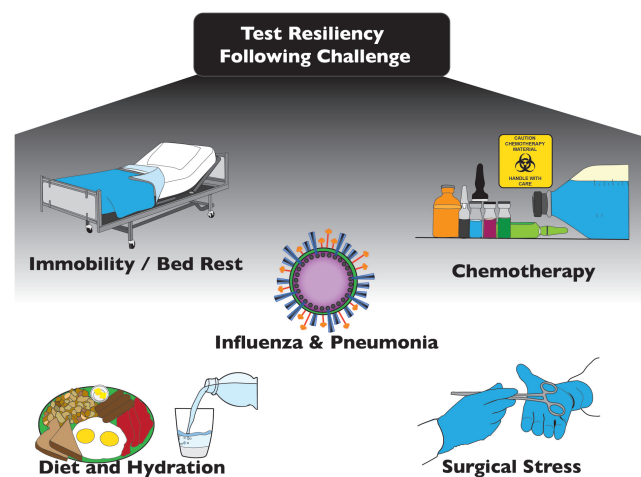 Test Resiliency
Following Challenge
CAUTION
CHEMOTHERAPY
MATERIAL
HANDLE WITH
CARE
Immobility / Bed Rest
Chemotherapy
Influenza & Pneumonia
Diet and Hydration
Surgical Stress